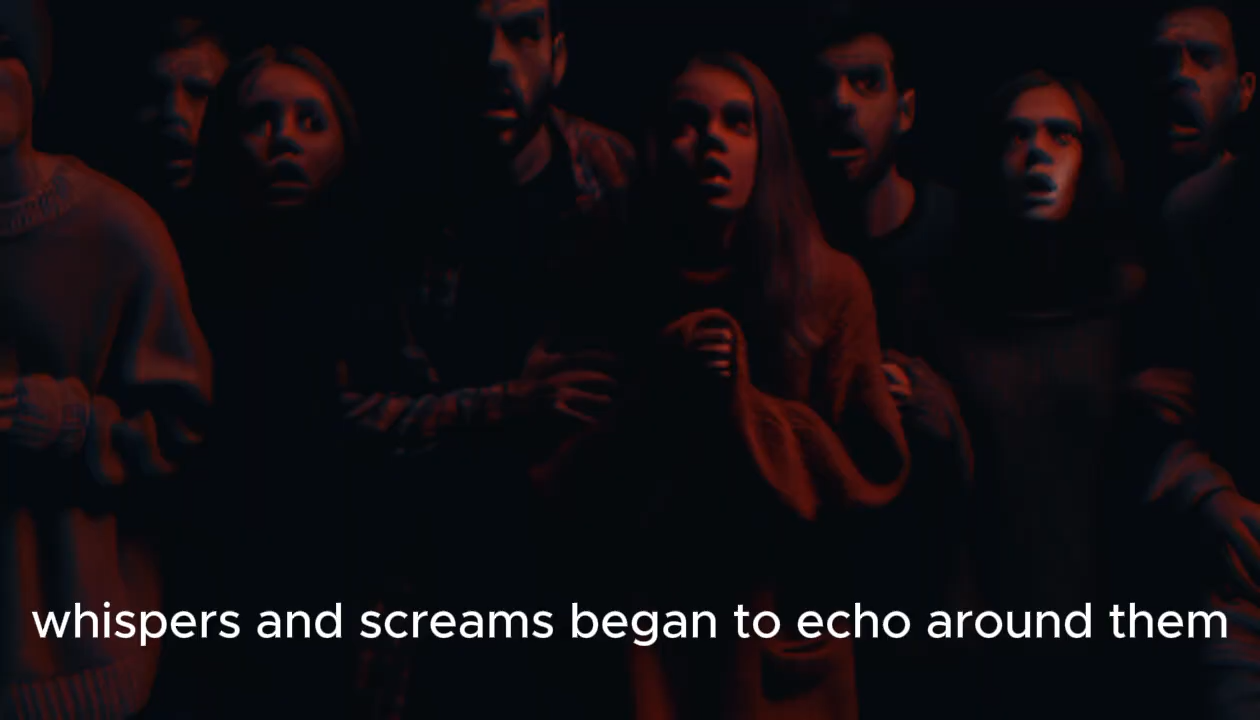 whispers and screams began to echo around them